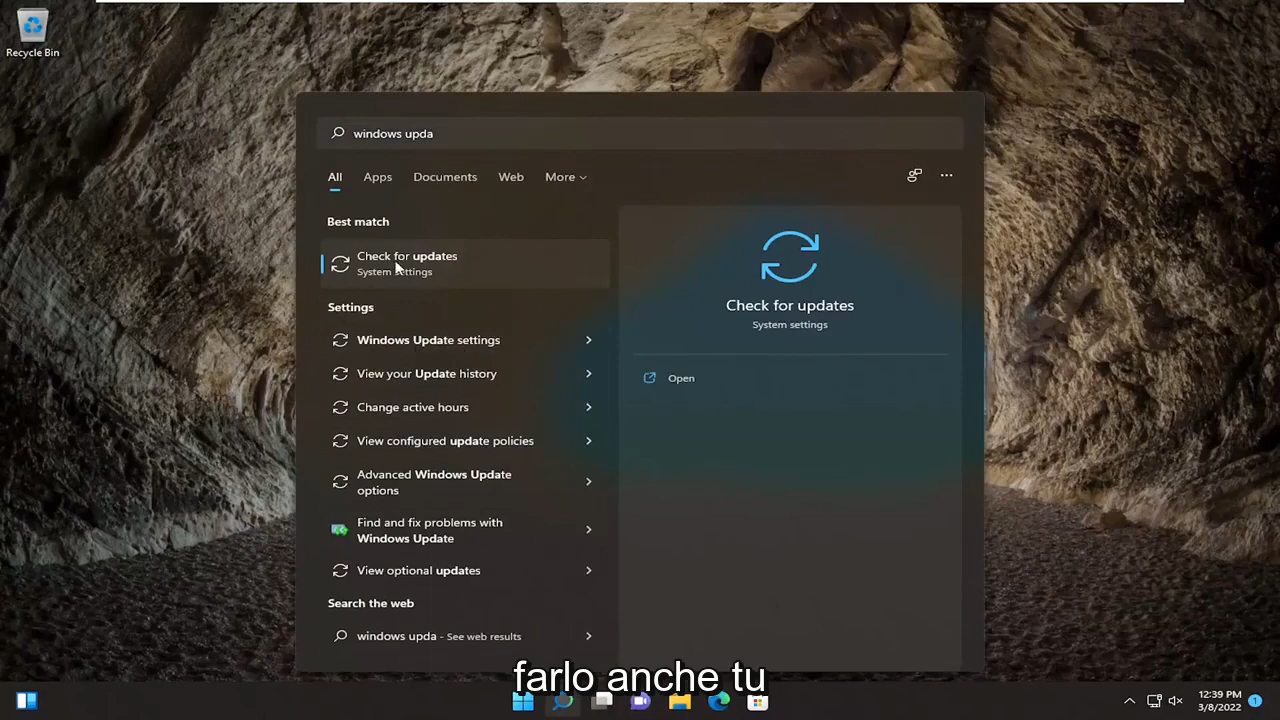 Recycle Bin
windows upda
All Apps Documents Web More
Best match
Check for updates
System settings
Settings
Windows Update settings
View your Update history
Change active hours
View configured update policies
Advanced Windows Update
options
Find and fix problems with
Windows Update
View optional updates
Search the web
windows upda - See web results
Check for updates
System settings
Open
farlo anche tu
12:39 PM
3/8/2022
1